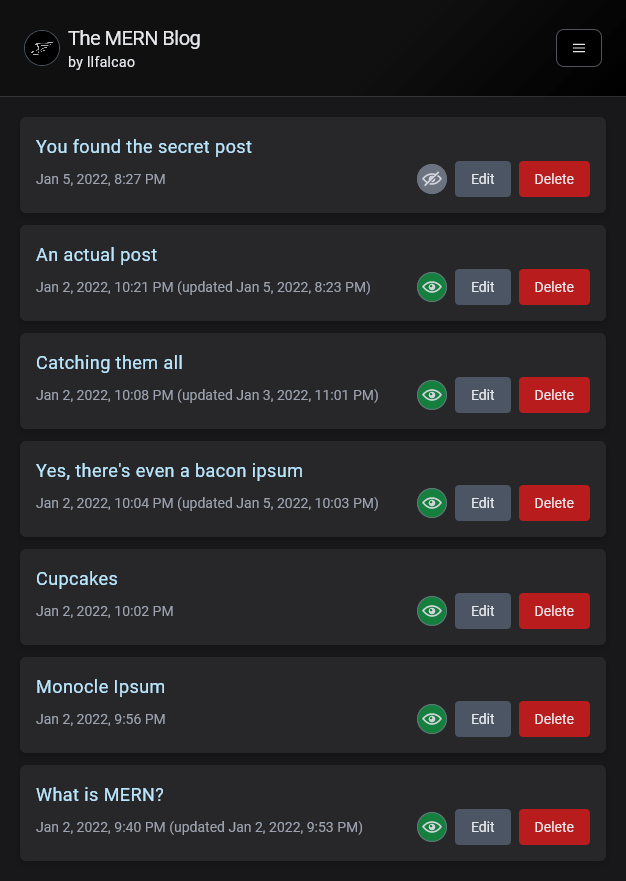 The MERN Blog
by llfalcao
You found the secret post
Jan 5, 2022, 8:27 PM
Edit
Delete
An actual post
Jan 2, 2022, 10:21 PM (updated Jan 5, 2022, 8:23 PM)
Edit
Delete
Catching them all
Jan 2, 2022, 10:08 PM (updated Jan 3, 2022, 11:01 PM)
Edit
Delete
Yes, there's even a bacon ipsum
Jan 2, 2022, 10:04 PM (updated Jan 5, 2022, 10:03 PM)
Edit
Delete
Cupcakes
Jan 2, 2022, 10:02 PM
Edit
Delete
Monocle Ipsum
Jan 2, 2022, 9:56 PM
Edit
Delete
What is MERN?
Jan 2, 2022, 9:40 PM (updated Jan 2, 2022, 9:53 PM)
Edit
Delete